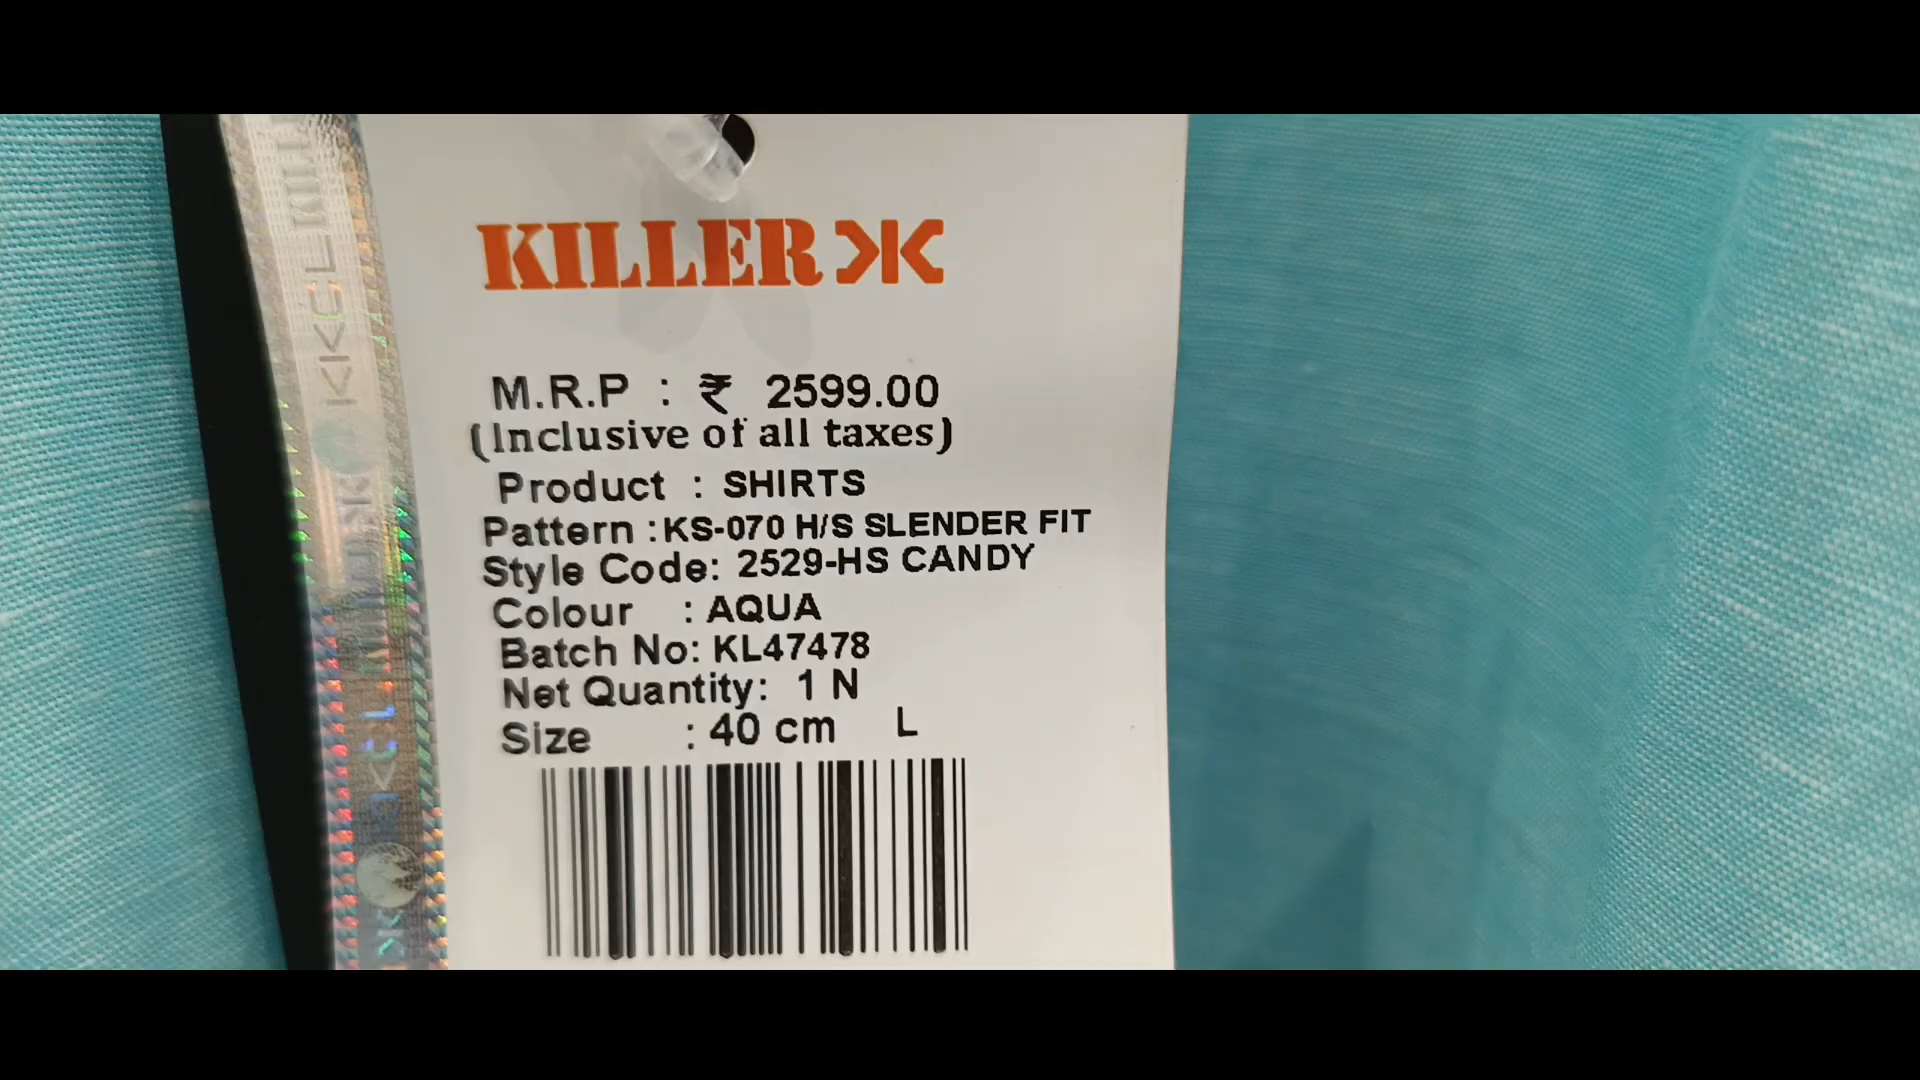 KILLER
M.R.P : ₹ 2599.00
(Inclusive of all taxes)
Product : SHIRTS
Pattern :KS-070 H/S SLENDER FIT
Style Code: 2529-HS CANDY
Colour : AQUA
Batch No: KL47478
Net Quantity: 1 N
Size : 40 cm L